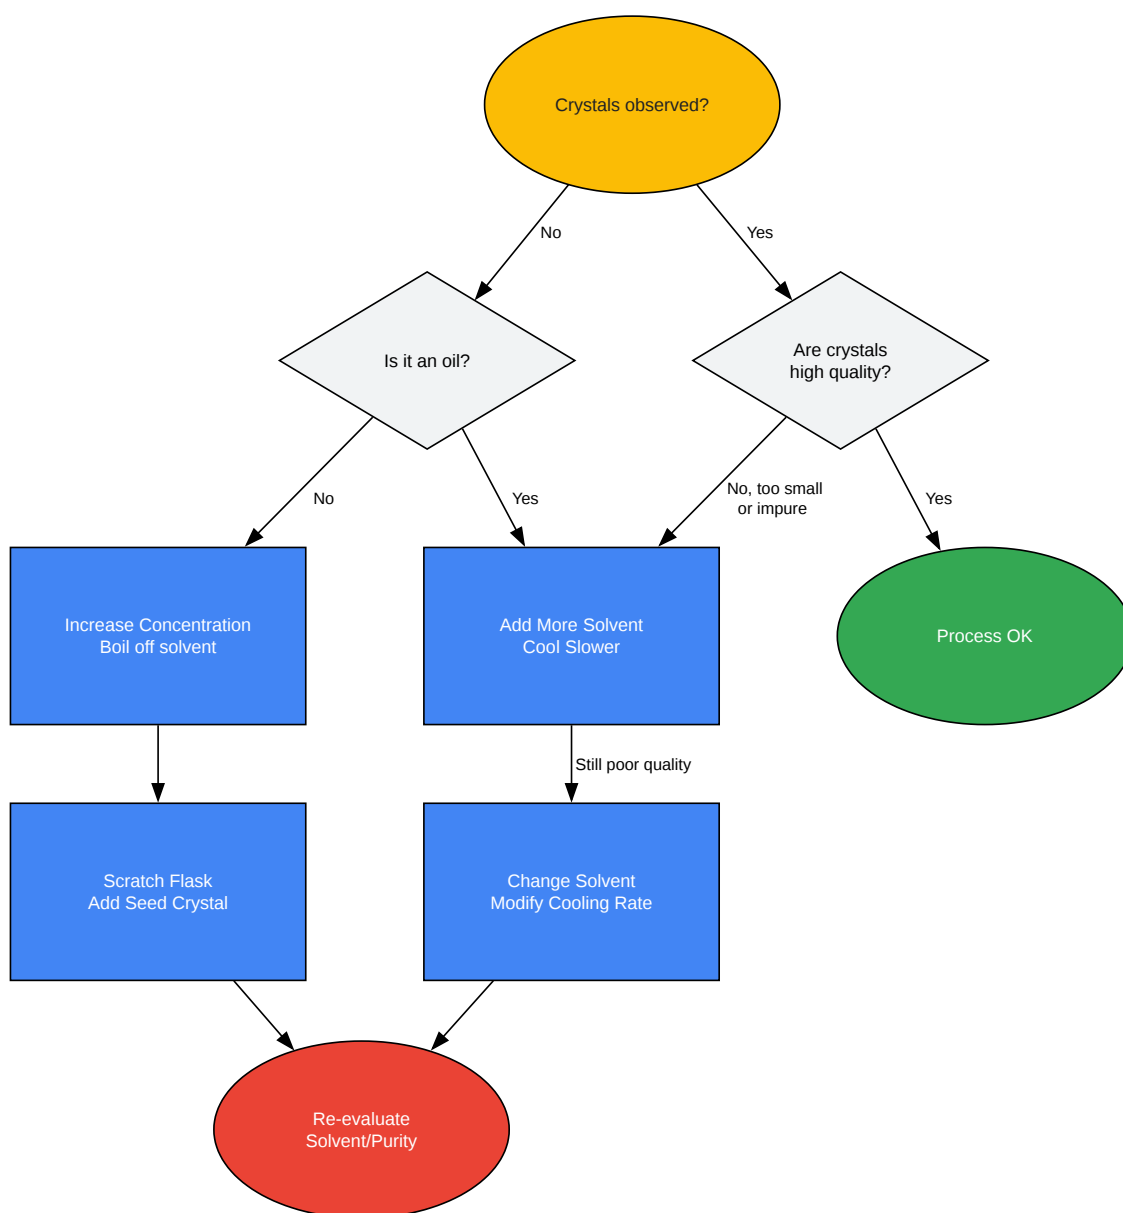 Crystals observed?
No
Yes
Is it an oil?
Are crystals
high quality?
No
Yes
No, too small
or impure
Yes
Increase Concentration
Boil off solvent
Add More Solvent
Cool Slower
Process OK
Still poor quality
Scratch Flask
Add Seed Crystal
Change Solvent
Modify Cooling Rate
Re-evaluate
Solvent/Purity